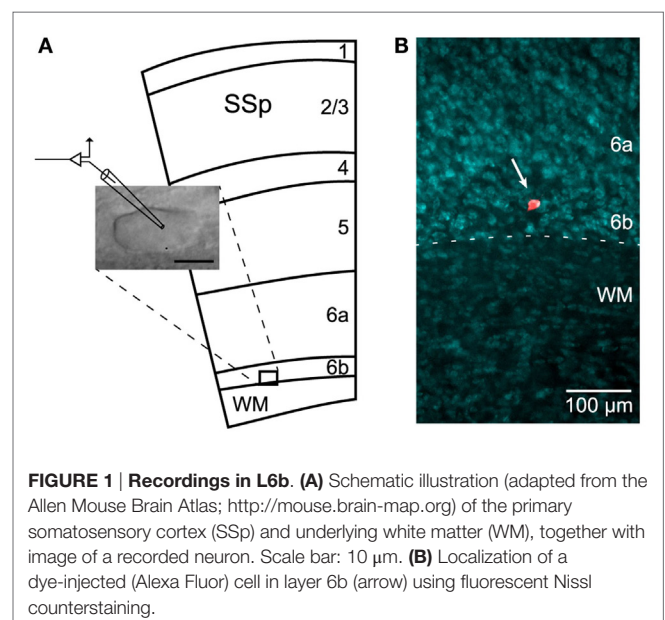 A
1
SSp
2/3
4
5
6a
6b
WM
B
6a
6b
WM
100 μm
FIGURE 1 | Recordings in L6b. (A) Schematic illustration (adapted from the
Allen Mouse Brain Atlas; http://mouse.brain-map.org) of the primary
somatosensory cortex (SSp) and underlying white matter (WM), together with
image of a recorded neuron. Scale bar: 10 μm. (B) Localization of a
dye-injected (Alexa Fluor) cell in layer 6b (arrow) using fluorescent Nissl
counterstaining.